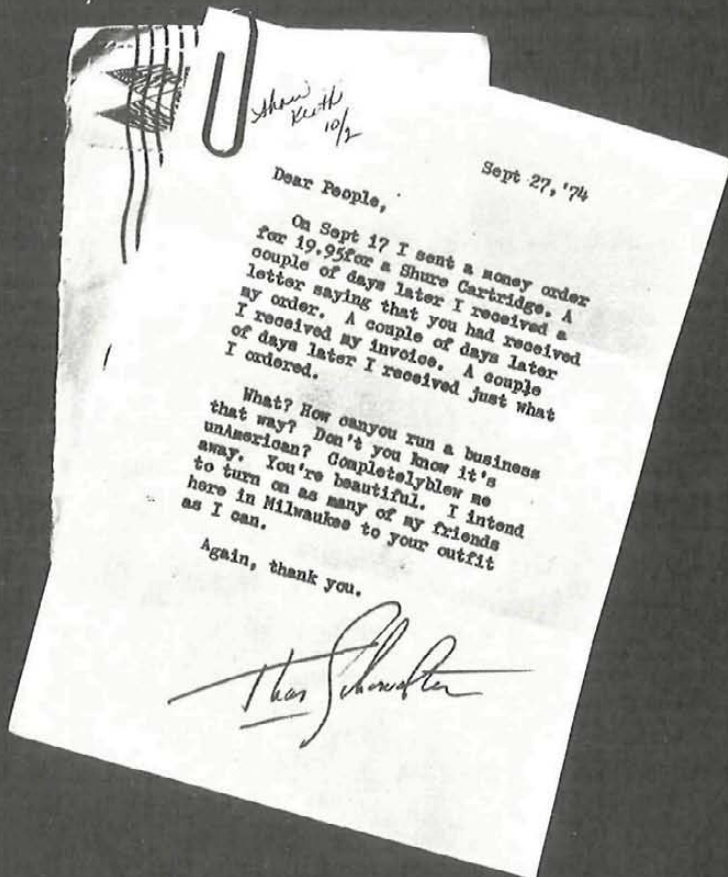 Show
Keith
10/2
Sept 27, '74
Dear People,
On Sept 17 I sent a money order
for 19.95for a Shure Cartridge. A
couple of days later I received a
letter saying that you had received
my order. A couple of days later
I received my invoice. A couple
of days later I received just what
I ordered.
What? How canyou run a business
that way? Don't you know it's
unAmerican? Completelyblew me
away. You're beautiful. I intend
to turn on as many of my friends
here in Milwaukee to your outfit
as I can.
Again, thank you.
Thos